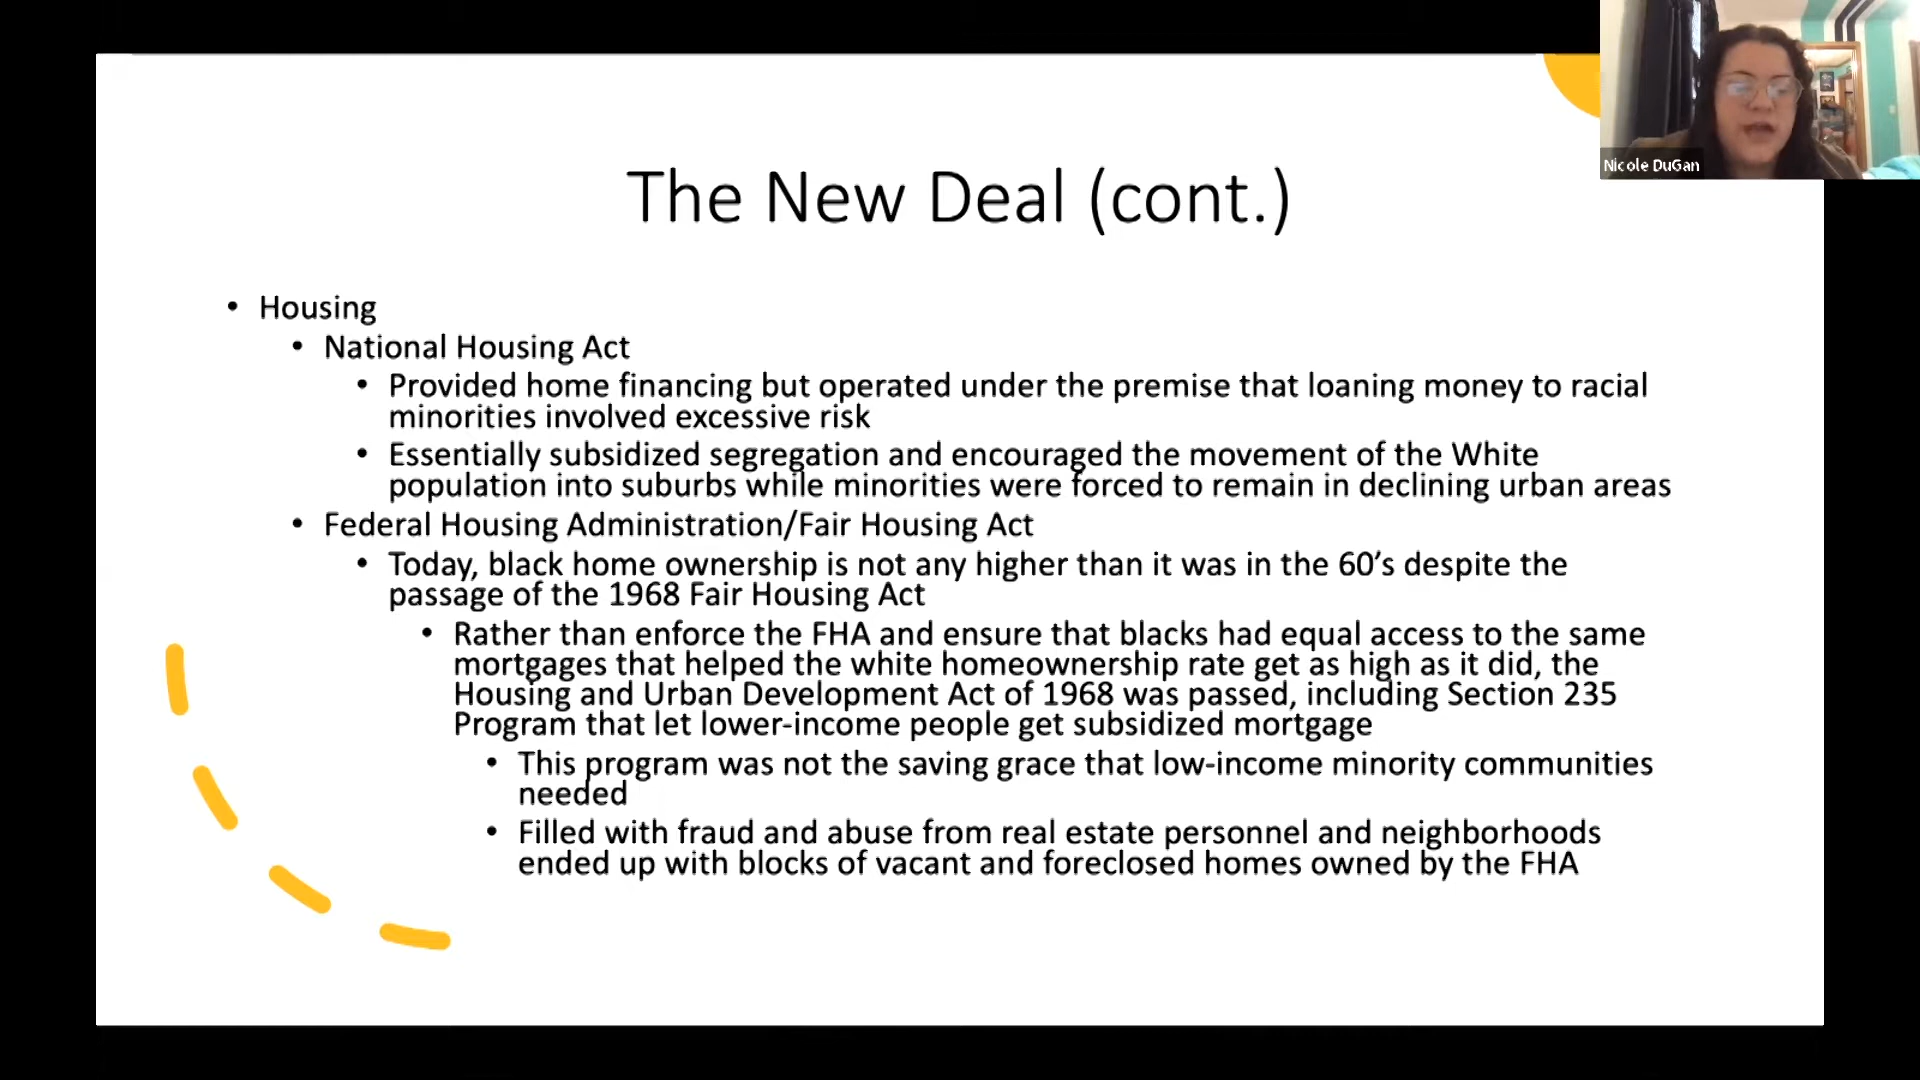 Nicole DuGan
The New Deal (cont.)
• Housing
• National Housing Act
• Provided home financing but operated under the premise that loaning money to racial
minorities involved excessive risk
• Essentially subsidized segregation and encouraged the movement of the White
population into suburbs while minorities were forced to remain in declining urban areas
• Federal Housing Administration/Fair Housing Act
• Today, black home ownership is not any higher than it was in the 60’s despite the
passage of the 1968 Fair Housing Act
• Rather than enforce the FHA and ensure that blacks had equal access to the same
mortgages that helped the white homeownership rate get as high as it did, the
Housing and Urban Development Act of 1968 was passed, including Section 235
Program that let lower-income people get subsidized mortgage
• This program was not the saving grace that low-income minority communities
needed
• Filled with fraud and abuse from real estate personnel and neighborhoods
ended up with blocks of vacant and foreclosed homes owned by the FHA